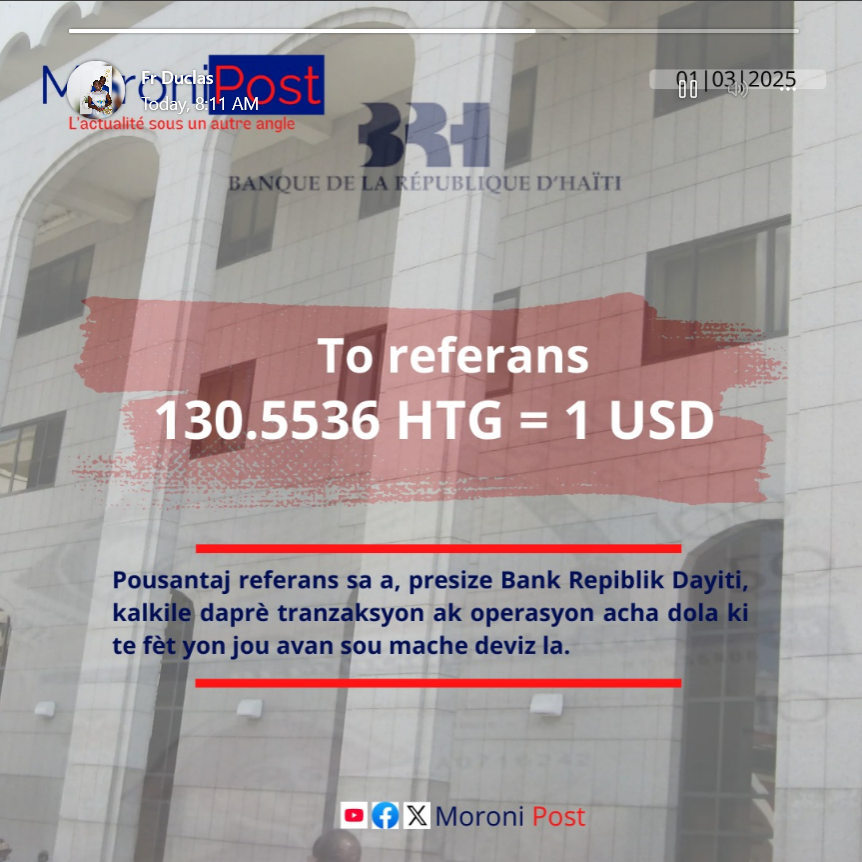 Moroni Post
Fr Duclas
Today, 8:11 AM
L'actualité sous un autre angle
01|03|2025
BRH
BANQUE DE LA RÉPUBLIQUE D'HAÏTI
To referans
130.5536 HTG = 1 USD
Pousantaj referans sa a, presize Bank Repiblik Dayiti,
kalkile daprè tranzaksyon ak operasyon acha dola ki
te fèt yon jou avan sou mache deviz la.
Moroni Post